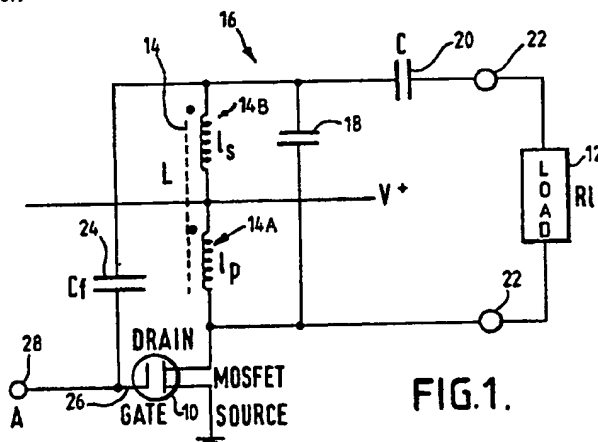 16
14
C
20
22
14B
L
ls
18
12
LOAD
Rl
V+
24
14A
Cf
lp
22
28
DRAIN
MOSFET
A
26
GATE
10
SOURCE
FIG.1.